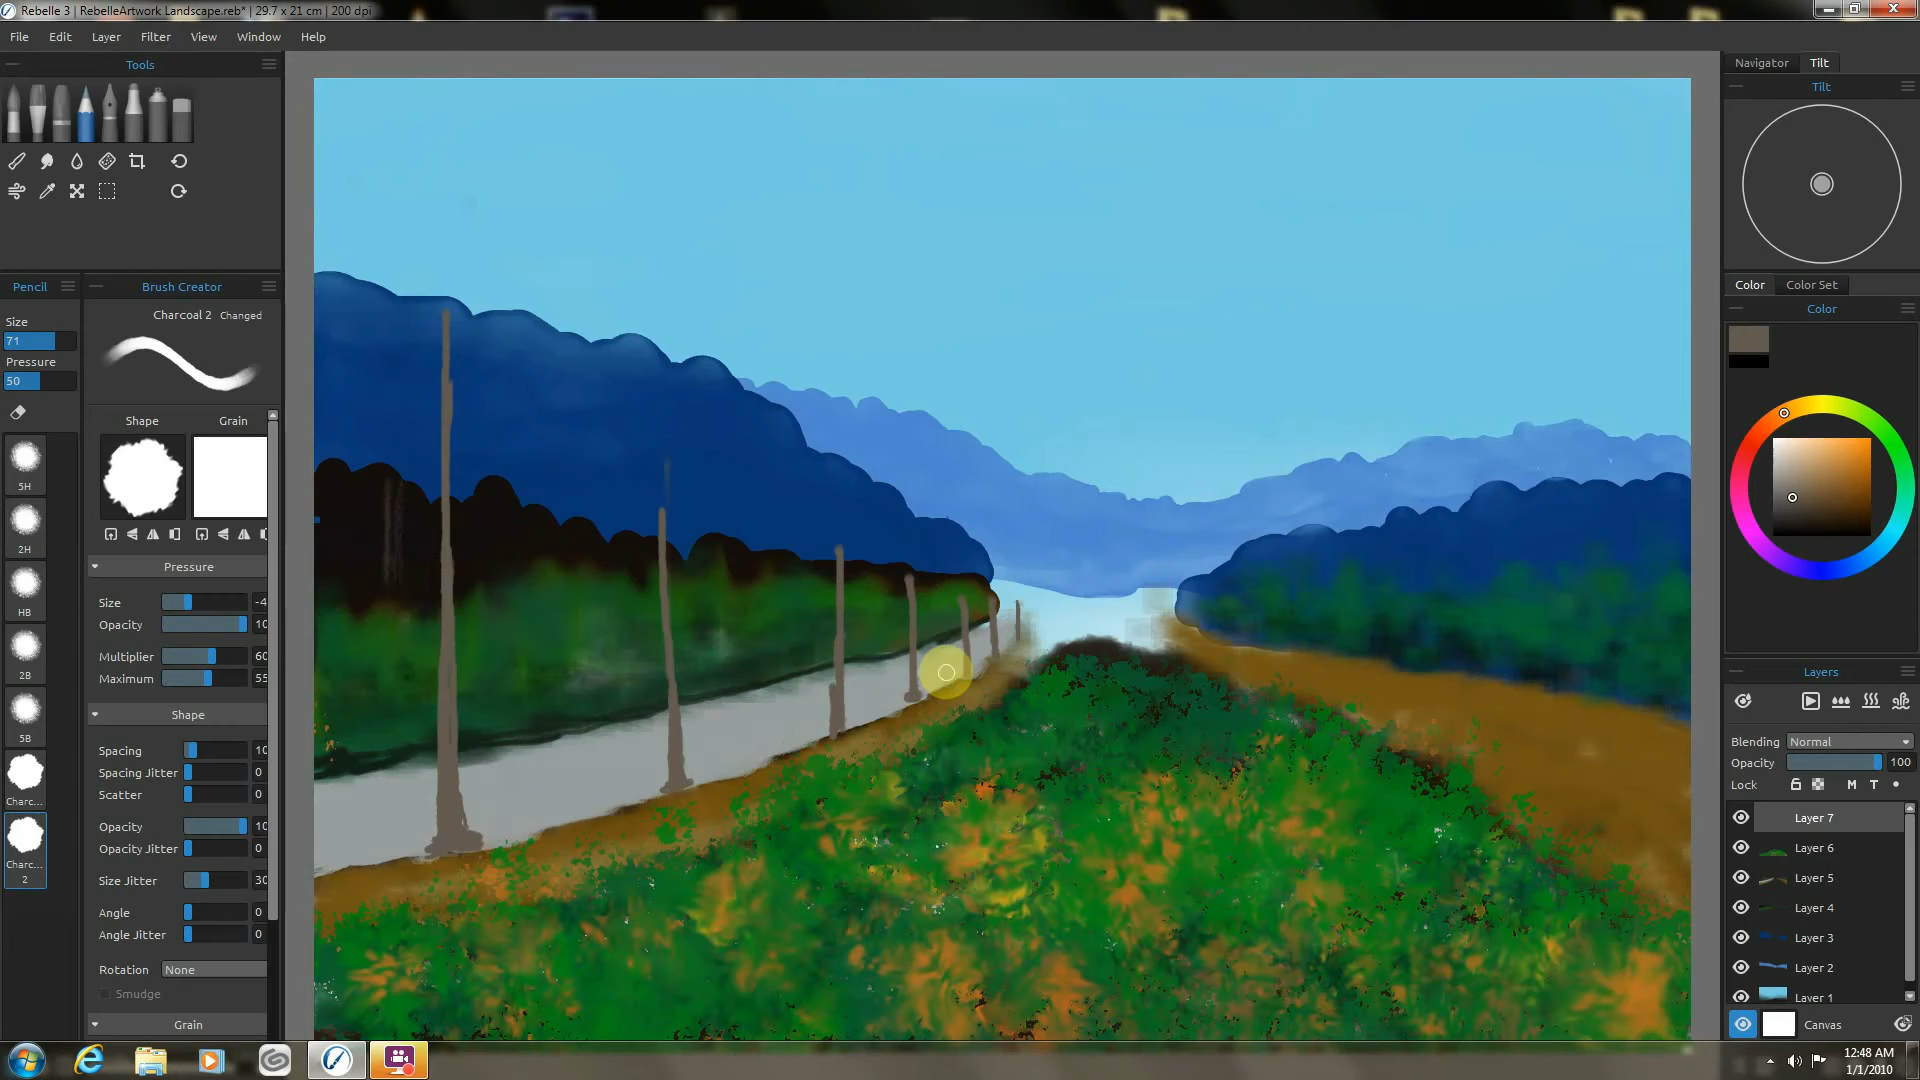 Rebelle 3 | RebelleArtwork Landscape.reb* | 29.7 x 21 cm | 200 dpi
File Edit Layer Filter View Window Help
Tools
Pencil
Size
71
Pressure
50
5H
2H
HB
2B
5B
Charc...
Charc...
2
Brush Creator
Charcoal 2 Changed
Shape Grain
Pressure
Size -4
Opacity 10
Multiplier 60
Maximum 55
Shape
Spacing 10
Spacing Jitter 0
Scatter 0
Opacity 10
Opacity Jitter 0
Size Jitter 30
Angle 0
Angle Jitter 0
Rotation None
Smudge
Grain
Navigator Tilt
Tilt
Color Color Set
Color
Layers
Blending Normal
Opacity 100
Lock M T
Layer 7
Layer 6
Layer 5
Layer 4
Layer 3
Layer 2
Layer 1
Canvas
12:48 AM
1/1/2010